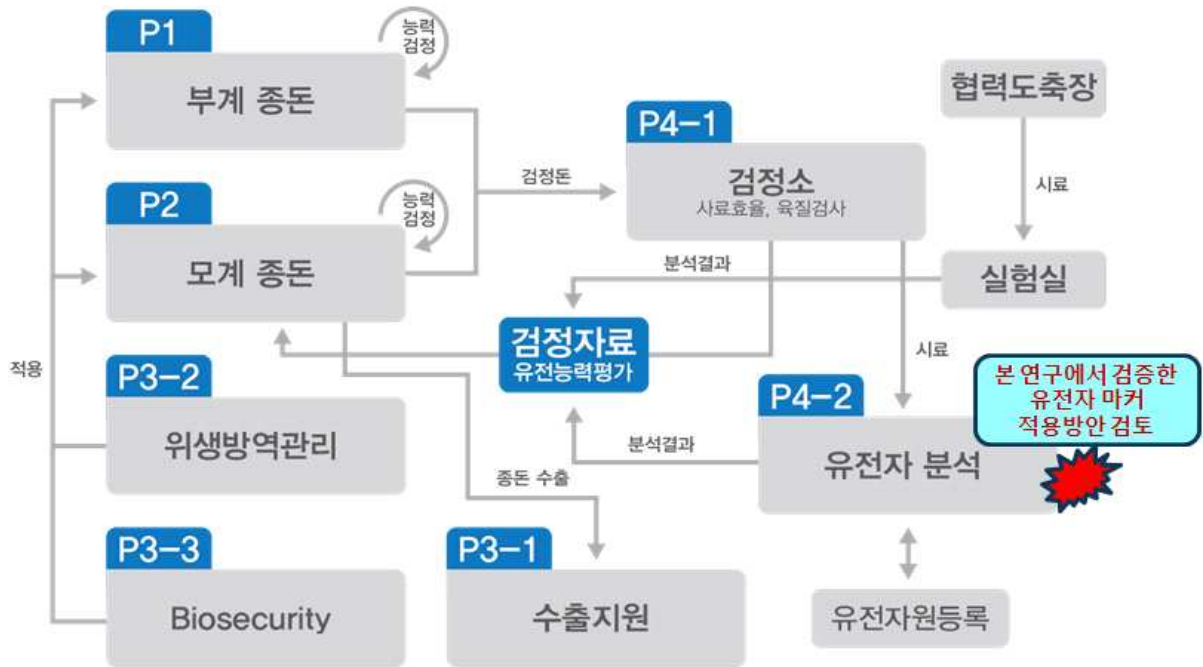 P1
능력
검정
부계 종돈
협력도축장
P4-1
검정돈
검정소
사료효율, 육질검사
시료
P2
능력
검정
모계 종돈
분석결과
실험실
적용
검정자료
유전능력평가
시료
P3-2
위생방역관리
본 연구에서 검증한
유전자 마커
적용방안 검토
P4-2
분석결과
유전자 분석
종돈 수출
P3-3
Biosecurity
P3-1
수출지원
유전자원등록